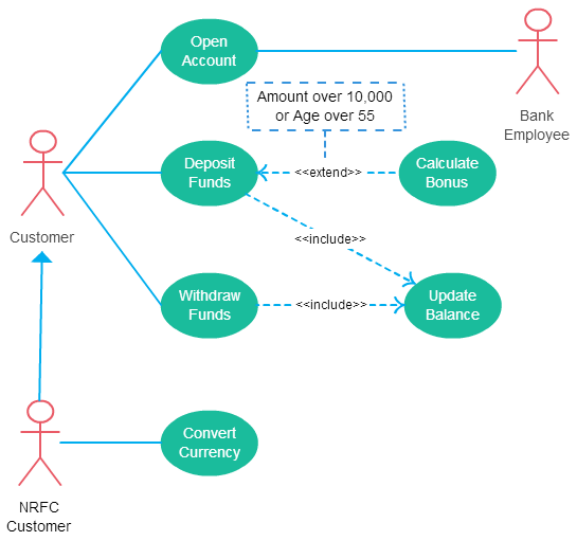 Open
Account
Amount over 10,000
or Age over 55
Bank
Employee
Deposit
Funds
<<extend>>
Calculate
Bonus
Customer
<<include>>
Withdraw
Funds
<<include>>
Update
Balance
Convert
Currency
NRFC
Customer